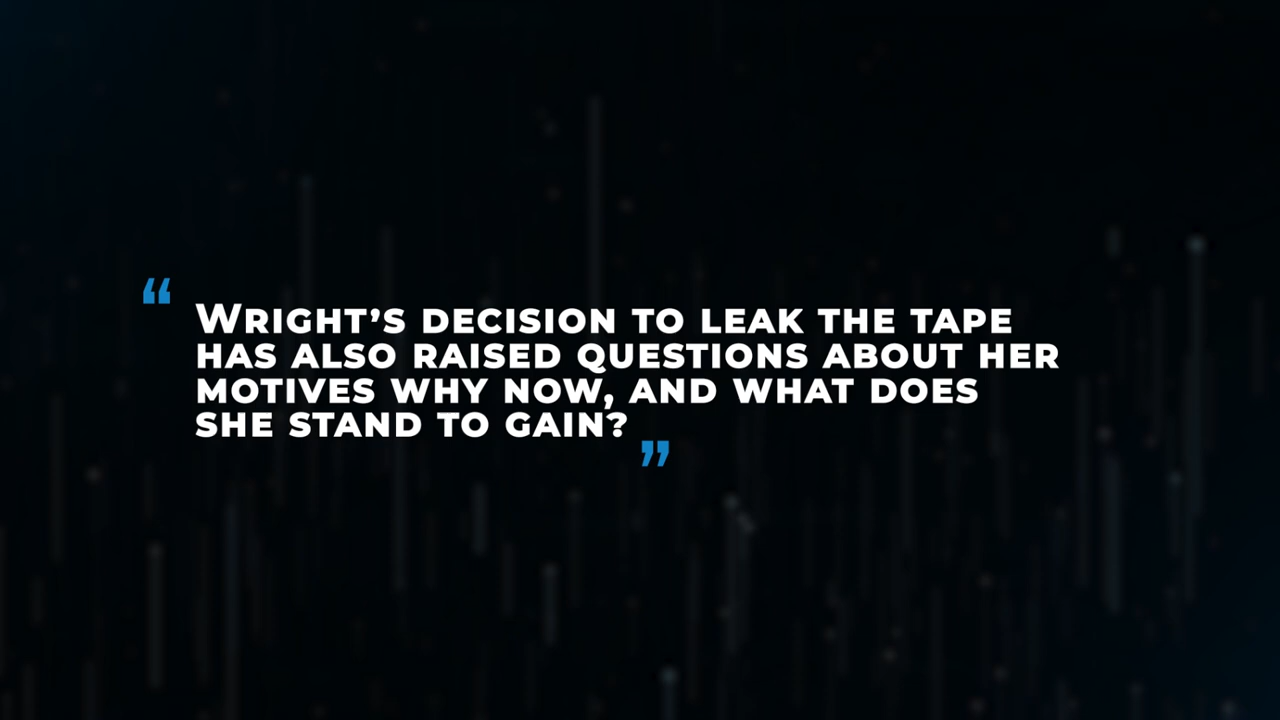 “Wright’s decision to leak the tape
has also raised questions about her
motives why now, and what does
she stand to gain?”